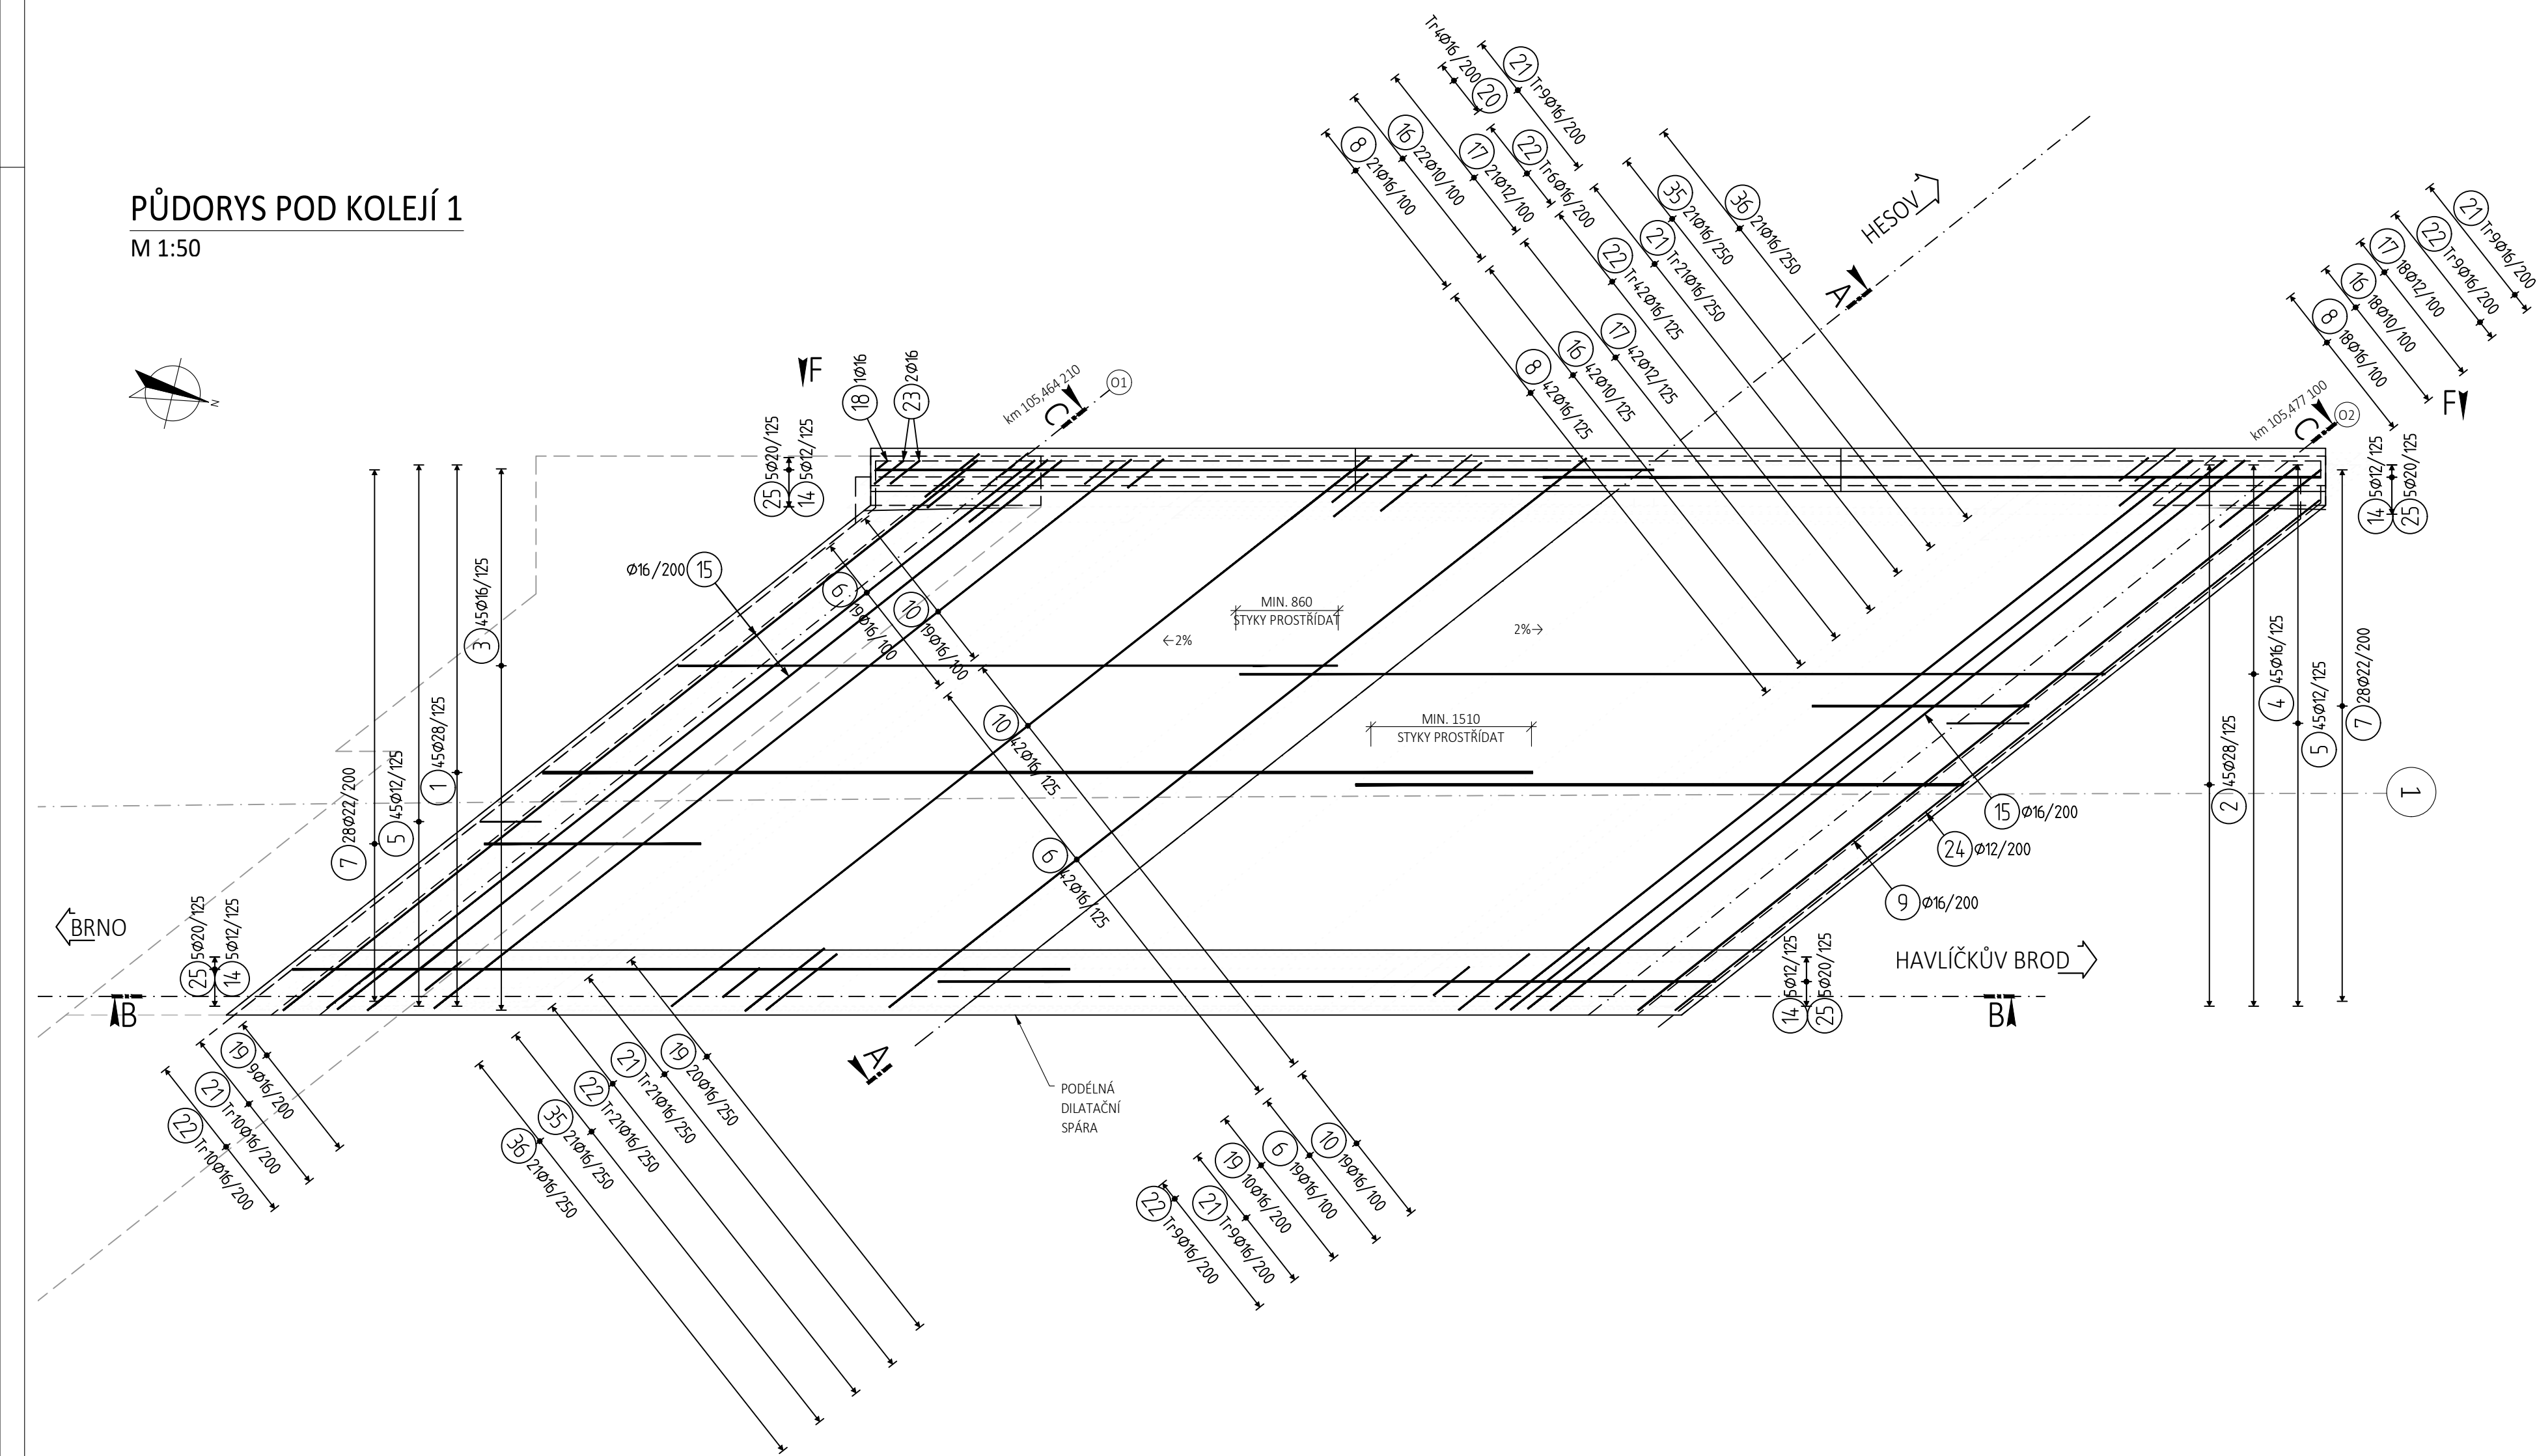 PŮDORYS POD KOLEJÍ 1
M 1:50
N
Tr4Ø16/200 20
21 Tr9Ø16/200
8 21Ø16/100
16 22Ø10/100
17 21Ø12/100
22 Tr6Ø16/200
8 42Ø16/125
16 42Ø10/125
17 42Ø12/125
22 Tr42Ø16/125
21 Tr21Ø16/250
35 21Ø16/250
36 21Ø16/250
HESOV
A
21 Tr9Ø16/200
22 Tr9Ø16/200
17 18Ø12/100
16 18Ø10/100
8 18Ø16/100
F
F
18 1Ø16
23 2Ø16
km 105,464 210
C
O1
km 105,477 100
C
O2
25 5Ø20/125
14 5Ø12/125
14 5Ø12/125
25 5Ø20/125
Ø16/200 15
6 19Ø16/100
10 19Ø16/100
MIN. 860
STYKY PROSTŘÍDAT
←2%
2%→
MIN. 1510
STYKY PROSTŘÍDAT
10 42Ø16/125
6 42Ø16/125
7 28Ø22/200
5 45Ø12/125
1 45Ø28/125
3 45Ø16/125
2 45Ø28/125
4 45Ø16/125
5 45Ø12/125
7 28Ø22/200
1
15 Ø16/200
24 Ø12/200
9 Ø16/200
BRNO
HAVLÍČKŮV BROD
25 5Ø20/125
14 5Ø12/125
14 5Ø12/125
25 5Ø20/125
B
B
A
PODÉLNÁ
DILATAČNÍ
SPÁRA
19 9Ø16/200
21 Tr10Ø16/200
22 Tr10Ø16/200
19 20Ø16/250
21 Tr21Ø16/250
22 Tr21Ø16/250
35 21Ø16/250
36 21Ø16/250
10 19Ø16/100
6 19Ø16/100
19 10Ø16/200
21 Tr9Ø16/200
22 Tr9Ø16/200